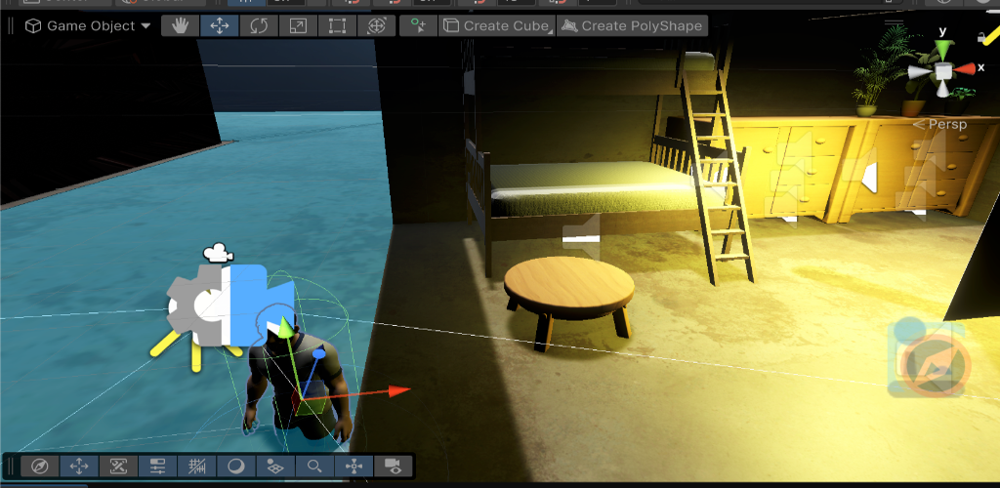 Game Object
Create Cube
Create PolyShape
y
x
< Persp